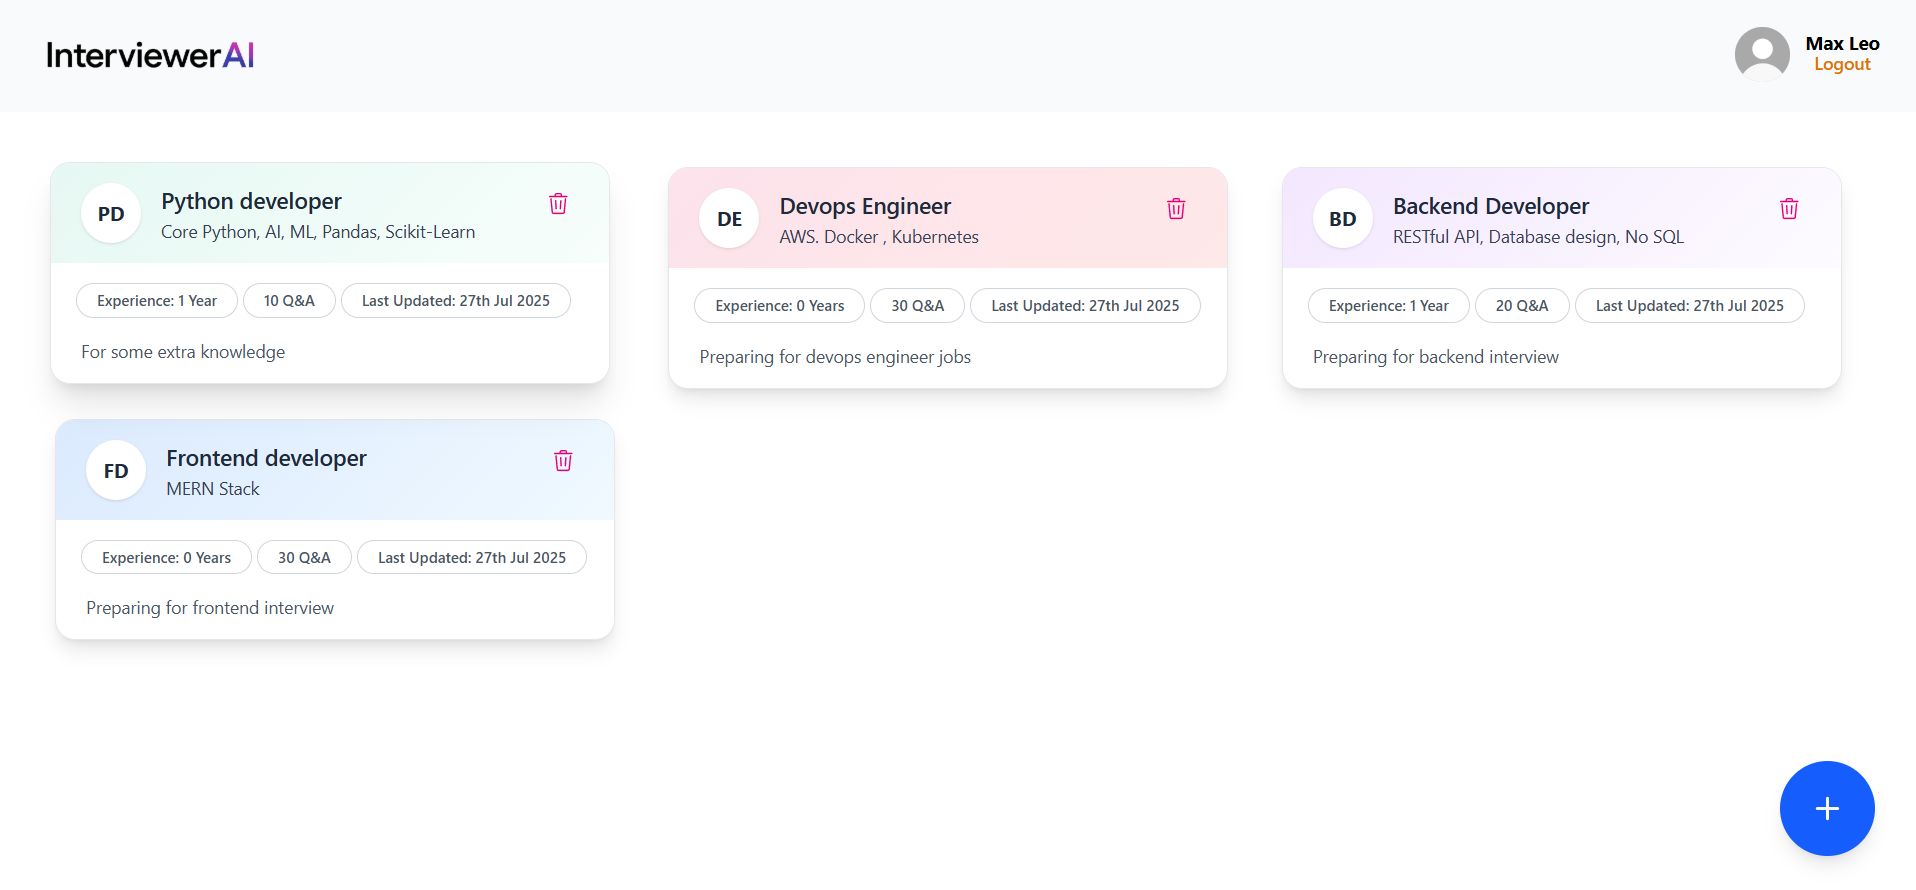 InterviewerAI
Max Leo
Logout
PD
Python developer
Core Python, AI, ML, Pandas, Scikit-Learn
Experience: 1 Year
10 Q&A
Last Updated: 27th Jul 2025
For some extra knowledge
DE
Devops Engineer
AWS. Docker , Kubernetes
Experience: 0 Years
30 Q&A
Last Updated: 27th Jul 2025
Preparing for devops engineer jobs
BD
Backend Developer
RESTful API, Database design, No SQL
Experience: 1 Year
20 Q&A
Last Updated: 27th Jul 2025
Preparing for backend interview
FD
Frontend developer
MERN Stack
Experience: 0 Years
30 Q&A
Last Updated: 27th Jul 2025
Preparing for frontend interview